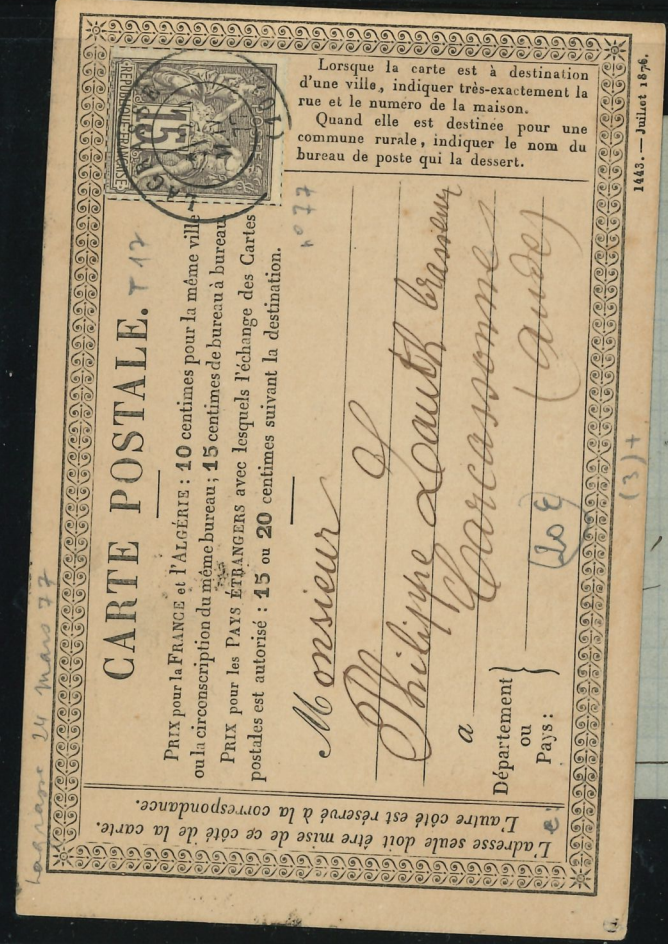 Lorsque la carte est à destination
d'une ville, indiquer très-exactement la
rue et le numero de la maison.
Quand elle est destinée pour une
commune rurale, indiquer le nom du
bureau de poste qui la dessert.
1443. — Juillet 1876.
REPUBLIQUE FRANÇAISE
POSTE
15
LAGRASSE
CARTE POSTALE.
T 17
PRIX pour la FRANCE et l'ALGÉRIE : 10 centimes pour la même ville
ou la circonscription du même bureau ; 15 centimes de bureau à bureau.
PRIX pour les PAYS ÉTRANGERS avec lesquels l'échange des Cartes
postales est autorisé : 15 ou 20 centimes suivant la destination.
n° 77
Monsieur
Philippe Lauth brasseur
à Carcassonne
Département
ou
Pays :
(aude)
20€
(3) +
L'adresse seule doit être mise de ce côté de la carte.
L'autre côté est réservé à la correspondance.
Lagrasse 24 mars 77
e